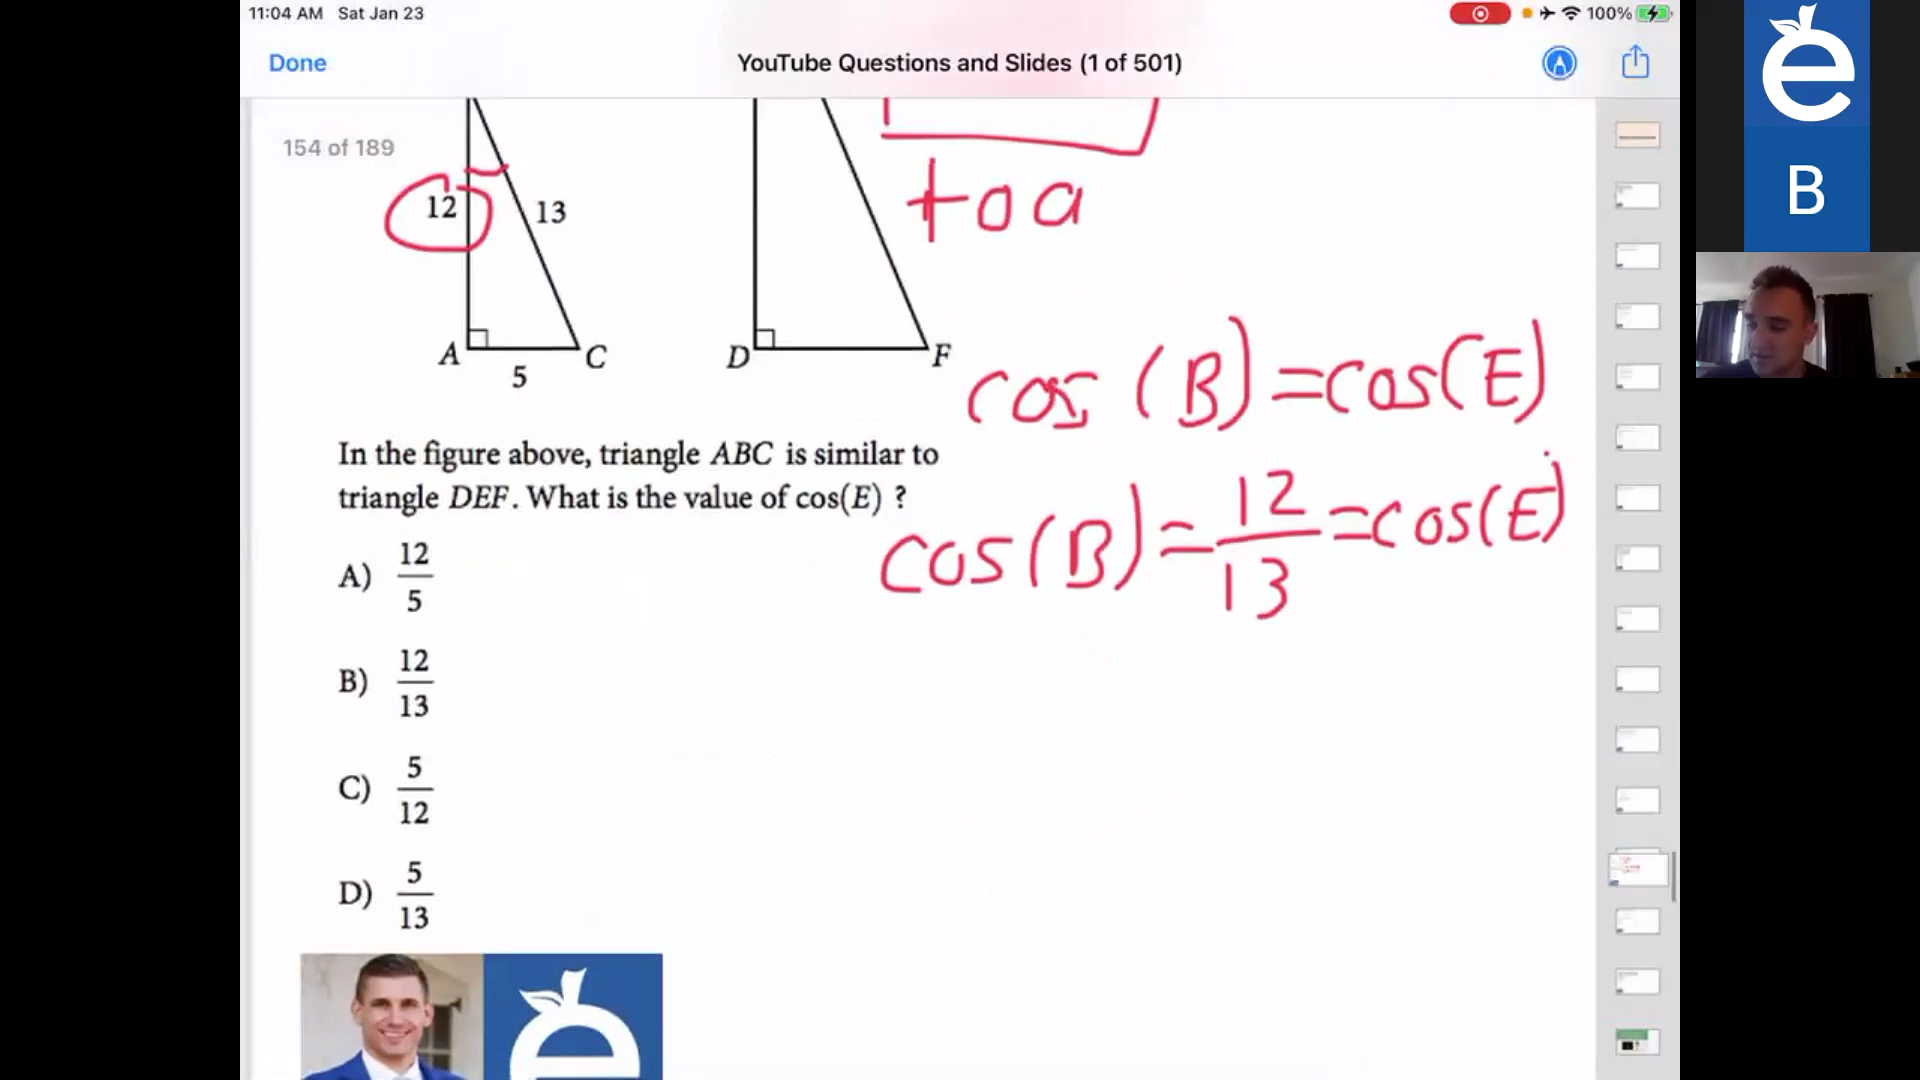 11:04 AM Sat Jan 23
100%
Done
YouTube Questions and Slides (1 of 501)
154 of 189
12
13
A
5
C
D
F
toa
cos(B)=cos(E)
In the figure above, triangle ABC is similar to
triangle DEF. What is the value of cos(E) ?
cos(B)=12/13=cos(E)
A) 12/5
B) 12/13
C) 5/12
D) 5/13
e
e
B